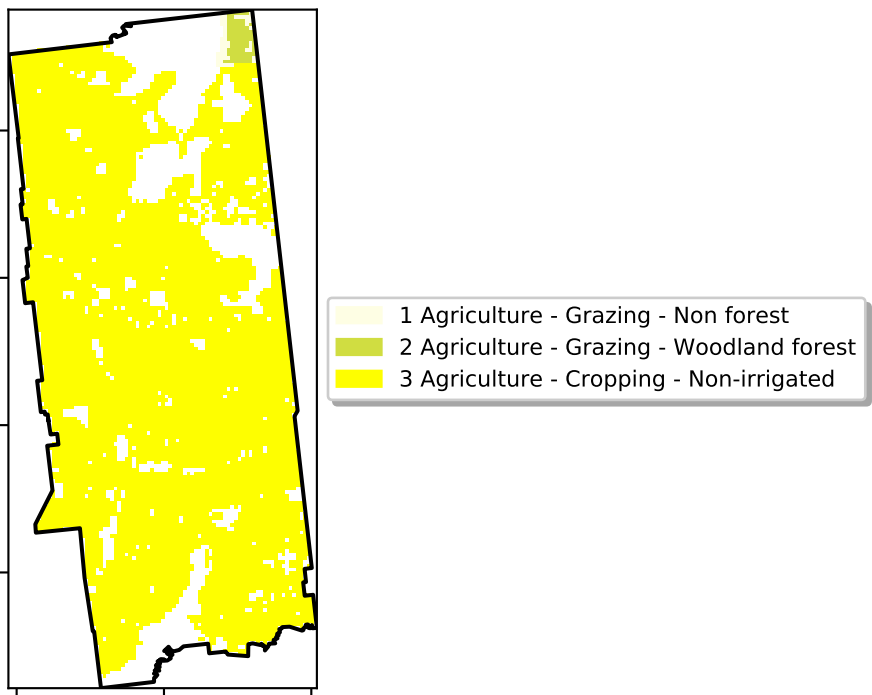 1 Agriculture - Grazing - Non forest
2 Agriculture - Grazing - Woodland forest
3 Agriculture - Cropping - Non-irrigated